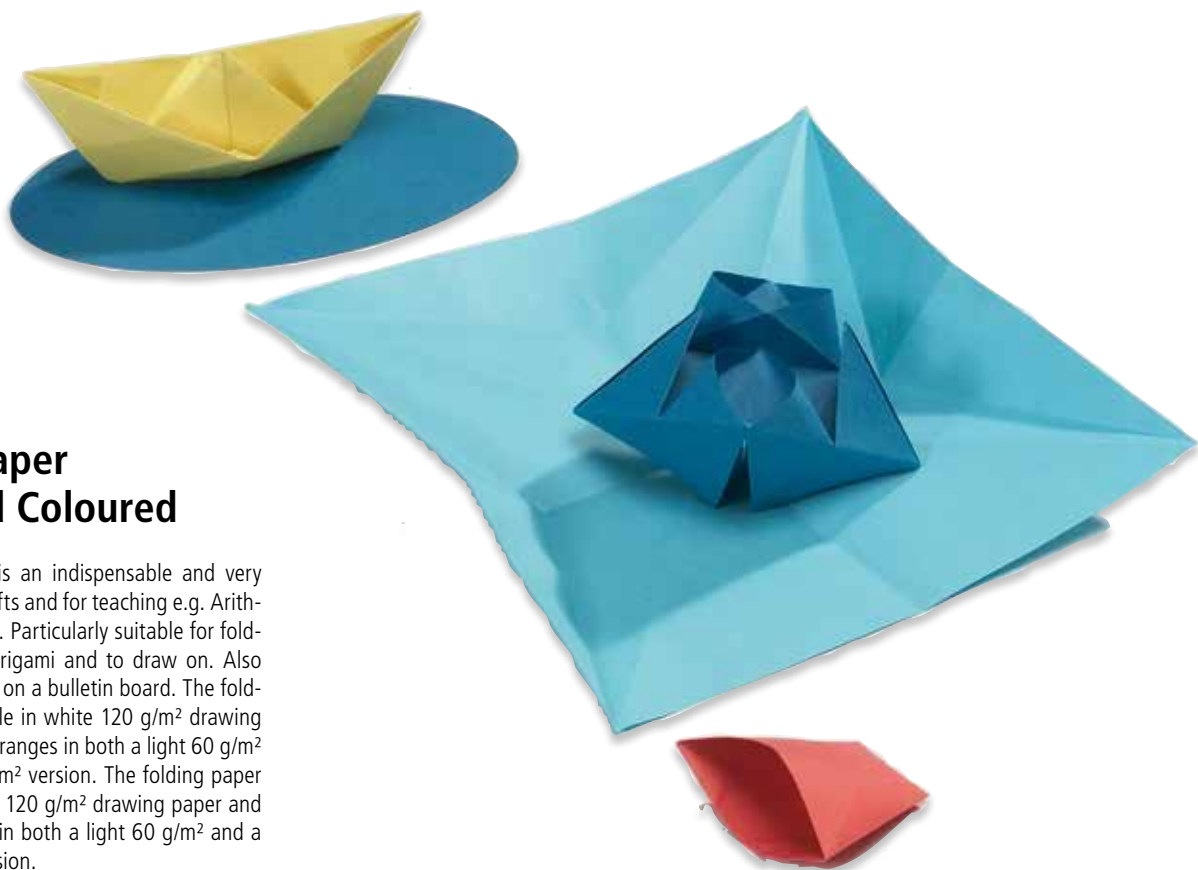 aper
Coloured
is an indispensable and very
fts and for teaching e.g. Arith-
. Particularly suitable for fold-
rigami and to draw on. Also
on a bulletin board. The fold-
le in white 120 g/m² drawing
ranges in both a light 60 g/m²
m² version. The folding paper
120 g/m² drawing paper and
in both a light 60 g/m² and a
sion.